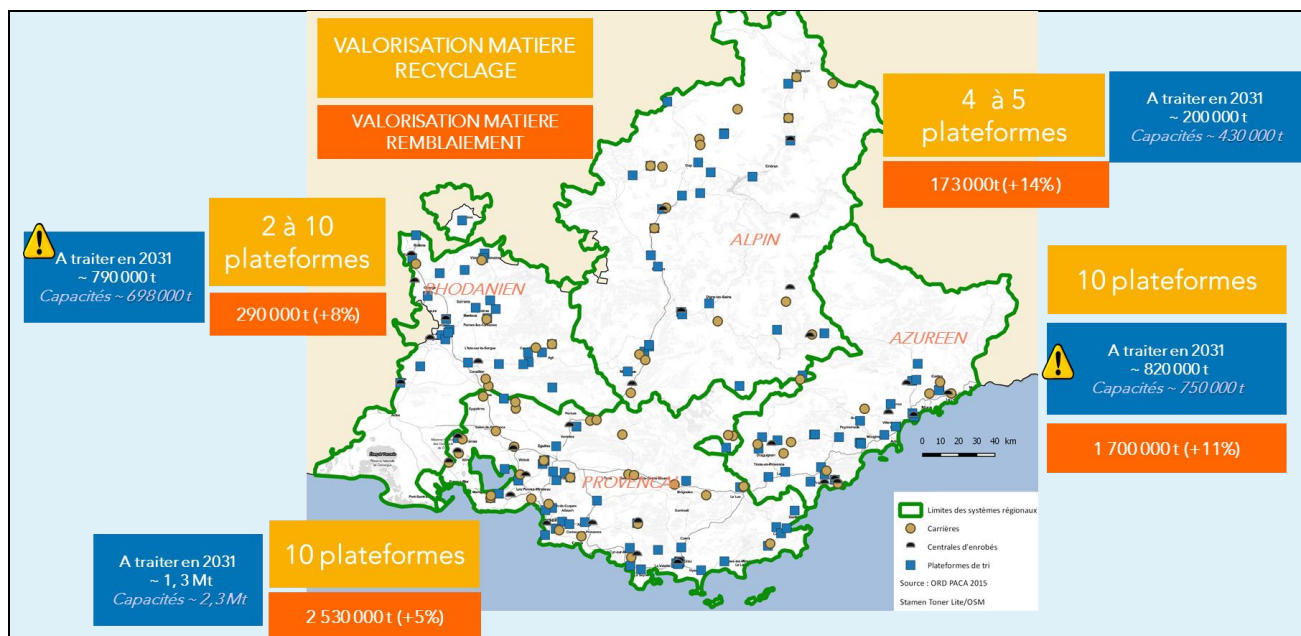 VALORISATION MATIERE
RECYCLAGE
VALORISATION MATIERE
REMBLAIEMENT
4 à 5
plateformes
173 000t (+14%)
A traiter en 2031
~ 200 000 t
Capacités ~ 430 000 t
2 à 10
plateformes
290 000 t (+8%)
A traiter en 2031
~ 790 000 t
Capacités ~ 698 000 t
ALPIN
RHODANIEN
AZUREEN
PROVENCAL
10 plateformes
A traiter en 2031
~ 820 000 t
Capacités ~ 750 000 t
1 700 000 t (+11%)
0 10 20 30 40 km
Limites des systèmes régionaux
Carrières
Centrales d'enrobés
Plateformes de tri
Source : ORD PACA 2015
Stamen Toner Lite/OSM
A traiter en 2031
~ 1, 3 Mt
Capacités ~ 2,3 Mt
10 plateformes
2 530 000 t (+5%)